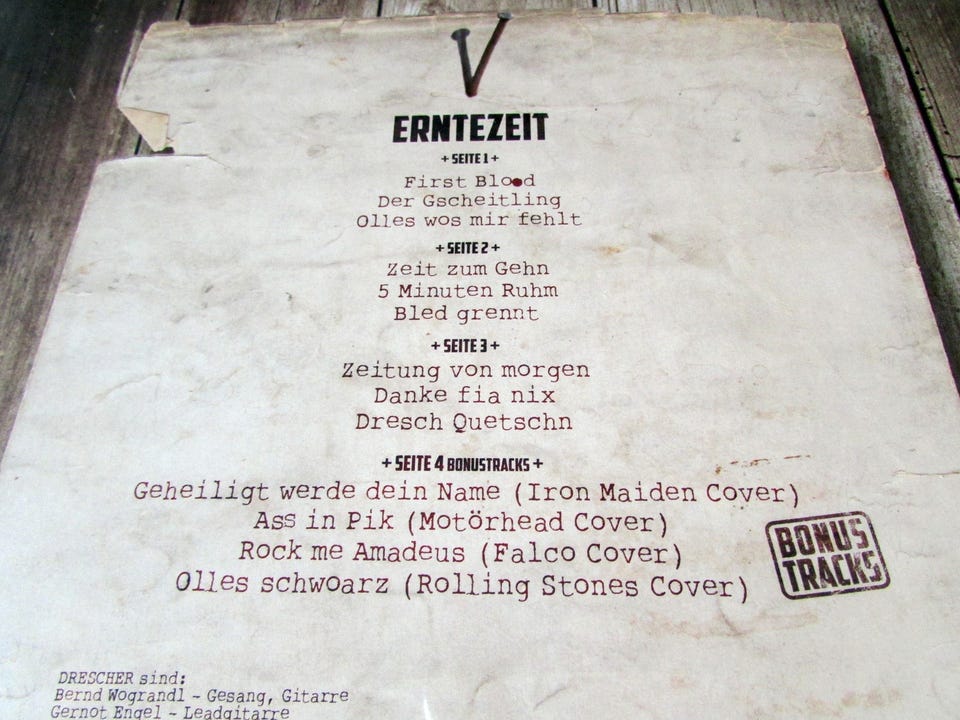 ERNTEZEIT
+ SEITE 1 +
First Blood
Der Gscheitling
Olles wos mir fehlt
+ SEITE 2 +
Zeit zum Gehn
5 Minuten Ruhm
Bled grennt
+ SEITE 3 +
Zeitung von morgen
Danke fia nix
Dresch Quetschn
+ SEITE 4 BONUSTRACKS +
Geheiligt werde dein Name (Iron Maiden Cover)
Ass in Pik (Motörhead Cover)
Rock me Amadeus (Falco Cover)
Olles schwoarz (Rolling Stones Cover)
BONUS
TRACKS
DRESCHER sind:
Bernd Wograndl - Gesang, Gitarre
Gernot Engel - Leadgitarre